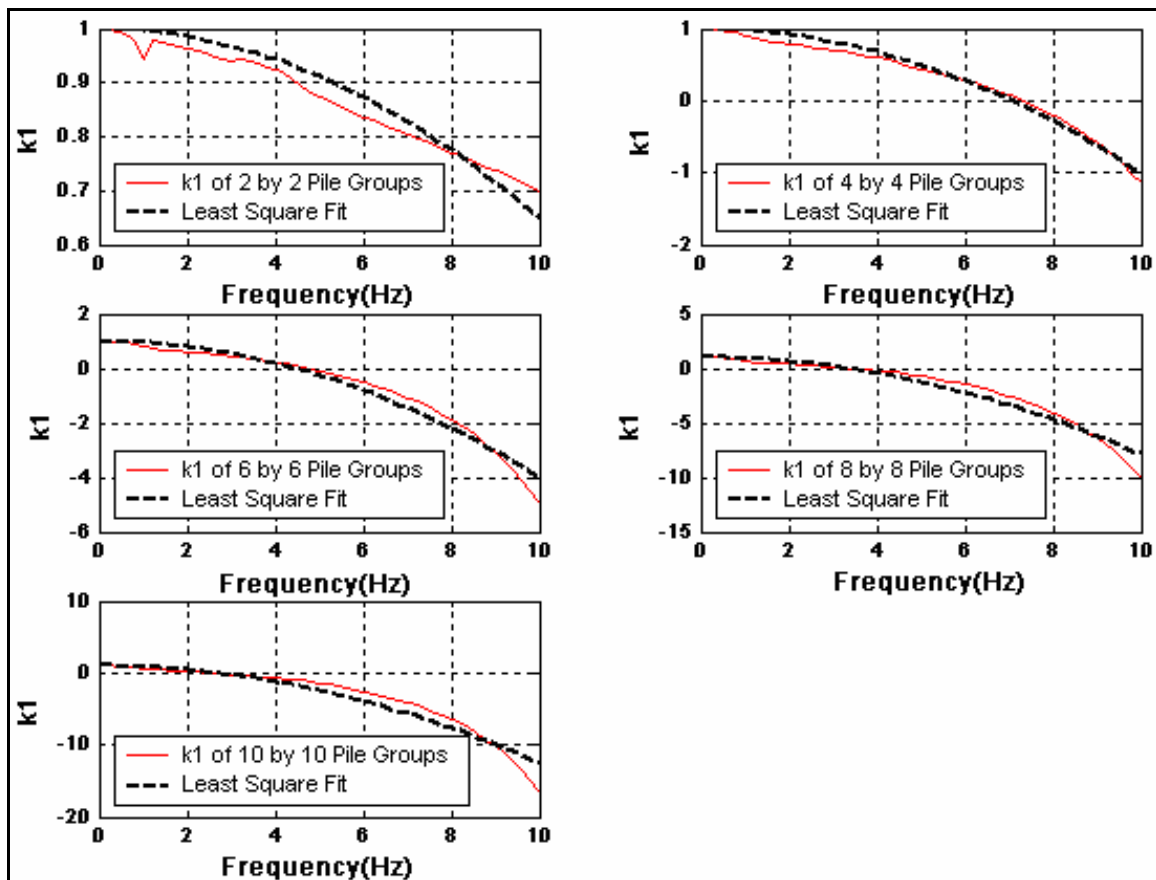 1
0.9
0.8
0.7
0.6
k1
k1 of 2 by 2 Pile Groups
Least Square Fit
0 2 4 6 8 10
Frequency(Hz)
1
0
-1
-2
k1
k1 of 4 by 4 Pile Groups
Least Square Fit
0 2 4 6 8 10
Frequency(Hz)
2
0
-2
-4
-6
k1
k1 of 6 by 6 Pile Groups
Least Square Fit
0 2 4 6 8 10
Frequency(Hz)
5
0
-5
-10
-15
k1
k1 of 8 by 8 Pile Groups
Least Square Fit
0 2 4 6 8 10
Frequency(Hz)
10
0
-10
-20
k1
k1 of 10 by 10 Pile Groups
Least Square Fit
0 2 4 6 8 10
Frequency(Hz)